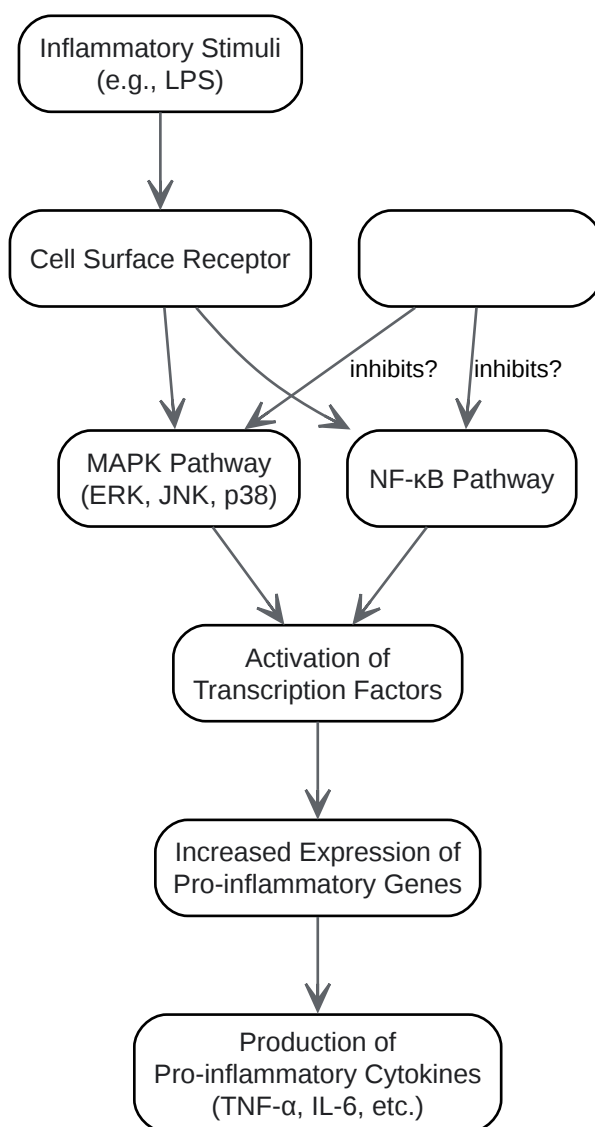 Inflammatory Stimuli
(e.g., LPS)
Cell Surface Receptor
inhibits?
inhibits?
MAPK Pathway
(ERK, JNK, p38)
NF-κB Pathway
Activation of
Transcription Factors
Increased Expression of
Pro-inflammatory Genes
Production of
Pro-inflammatory Cytokines
(TNF-α, IL-6, etc.)